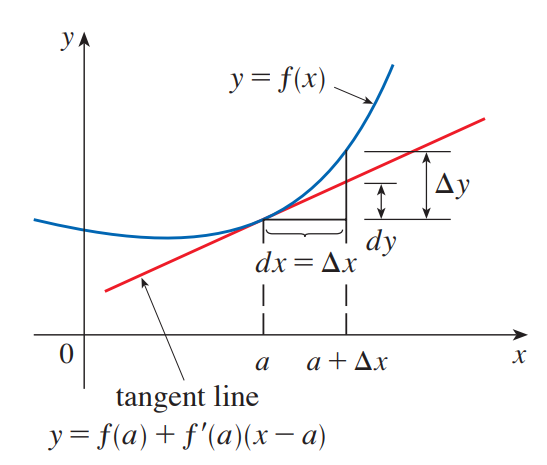 y
y = f(x)
Δy
dy
dx = Δx
0
a
a + Δx
x
tangent line
y = f(a) + f'(a)(x − a)